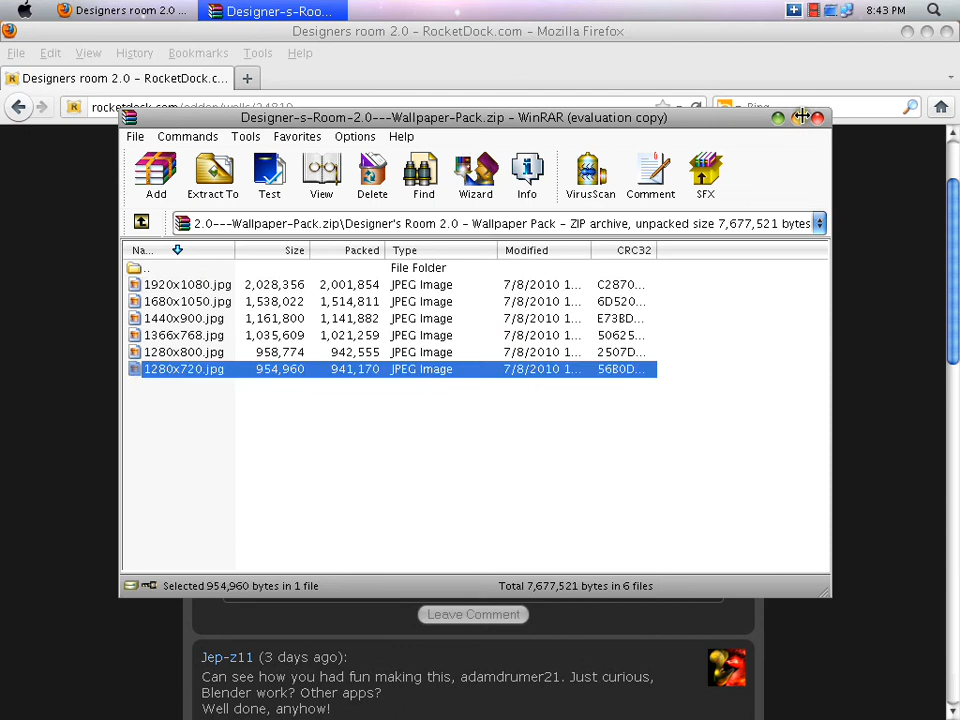 Designers room 2.0 ...
Designer-s-Roo...
8:43 PM
Designers room 2.0 - RocketDock.com - Mozilla Firefox
File Edit View History Bookmarks Tools Help
Designers room 2.0 - RocketDock.c...
Designer-s-Room-2.0---Wallpaper-Pack.zip - WinRAR (evaluation copy)
File Commands Tools Favorites Options Help
Add Extract To Test View Delete Find Wizard Info VirusScan Comment SFX
2.0---Wallpaper-Pack.zip\Designer's Room 2.0 - Wallpaper Pack - ZIP archive, unpacked size 7,677,521 bytes
Na... Size Packed Type Modified CRC32
.. File Folder
1920x1080.jpg 2,028,356 2,001,854 JPEG Image 7/8/2010 1... C2870...
1680x1050.jpg 1,538,022 1,514,811 JPEG Image 7/8/2010 1... 6D520...
1440x900.jpg 1,161,800 1,141,882 JPEG Image 7/8/2010 1... E73BD...
1366x768.jpg 1,035,609 1,021,259 JPEG Image 7/8/2010 1... 50625...
1280x800.jpg 958,774 942,555 JPEG Image 7/8/2010 1... 2507D...
1280x720.jpg 954,960 941,170 JPEG Image 7/8/2010 1... 56B0D...
Selected 954,960 bytes in 1 file
Total 7,677,521 bytes in 6 files
Leave Comment
Jep-z11 (3 days ago):
Can see how you had fun making this, adamdrumer21. Just curious,
Blender work? Other apps?
Well done, anyhow!